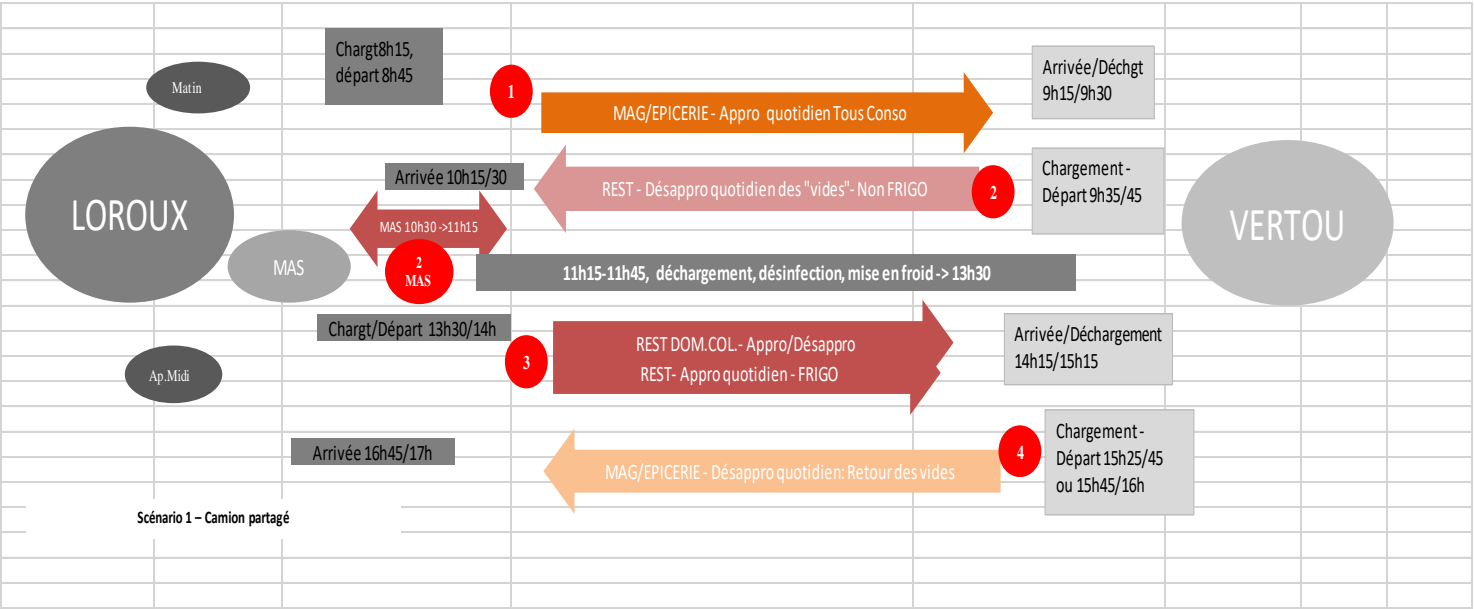 Chargt8h15,
départ 8h45
Matin
1
MAG/EPICERIE - Appro quotidien Tous Conso
Arrivée/Déchgt
9h15/9h30
Arrivée 10h15/30
REST - Désappro quotidien des "vides"- Non FRIGO
2
Chargement -
Départ 9h35/45
LOROUX
MAS 10h30 ->11h15
VERTOU
MAS
2
MAS
11h15-11h45, déchargement, désinfection, mise en froid -> 13h30
Chargt/Départ 13h30/14h
3
REST DOM.COL.- Appro/Désappro
REST- Appro quotidien - FRIGO
Arrivée/Déchargement
14h15/15h15
Ap.Midi
Arrivée 16h45/17h
MAG/EPICERIE - Désappro quotidien: Retour des vides
4
Chargement -
Départ 15h25/45
ou 15h45/16h
Scénario 1 – Camion partagé